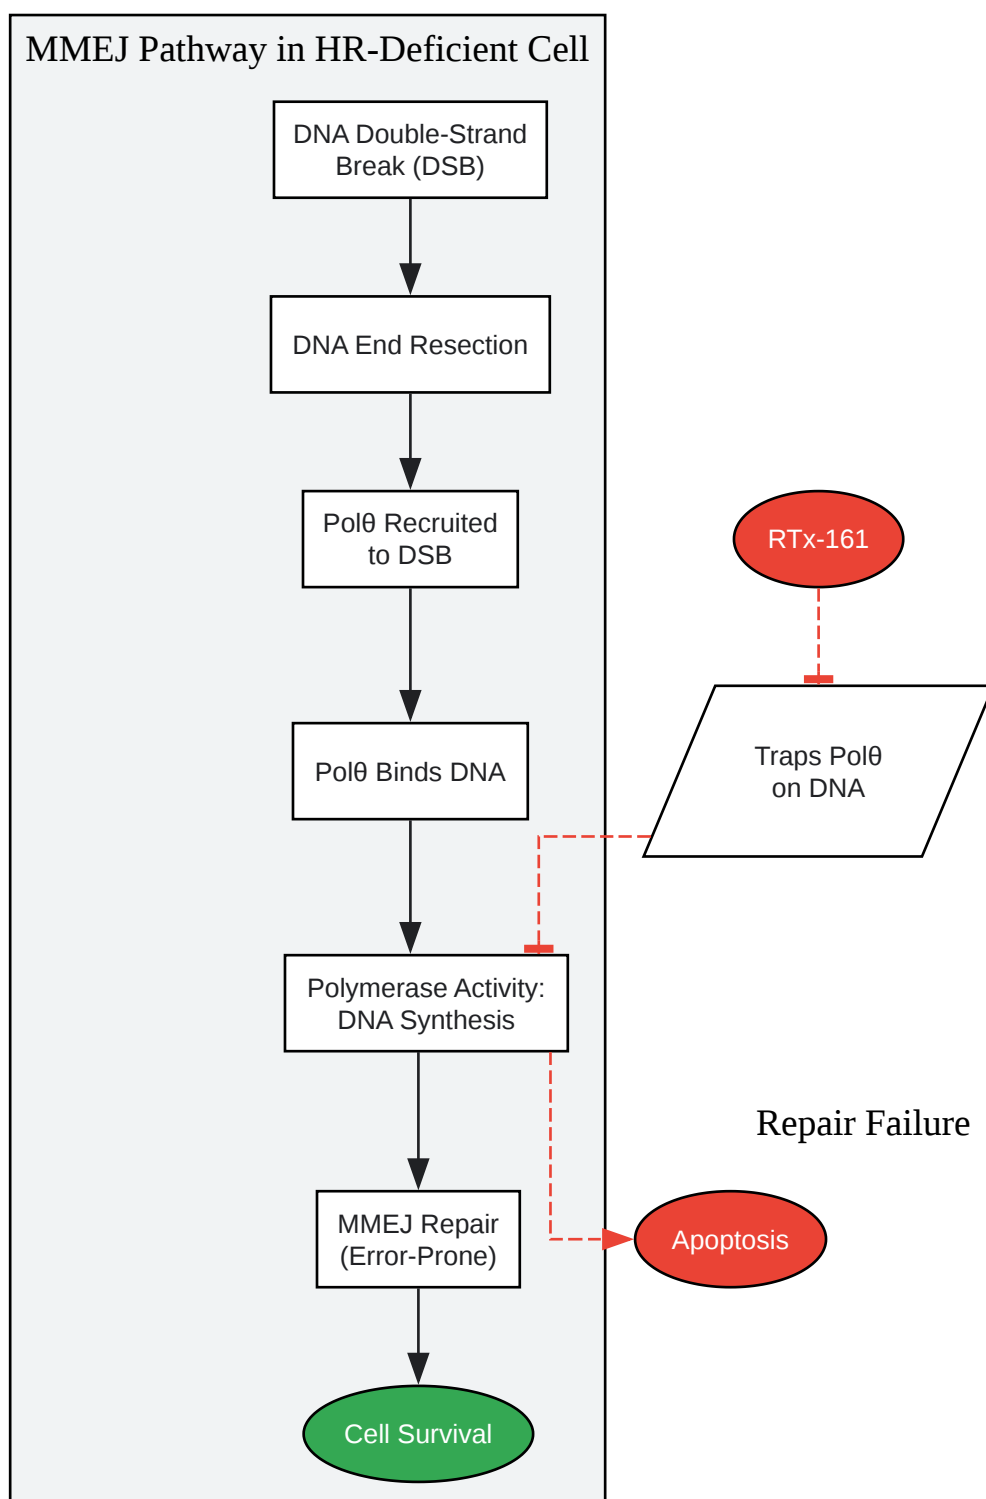 MMEJ Pathway in HR-Deficient Cell
DNA Double-Strand
Break (DSB)
DNA End Resection
Polθ Recruited
to DSB
RTx-161
Polθ Binds DNA
Traps Polθ
on DNA
Polymerase Activity:
DNA Synthesis
Repair Failure
MMEJ Repair
(Error-Prone)
Apoptosis
Cell Survival